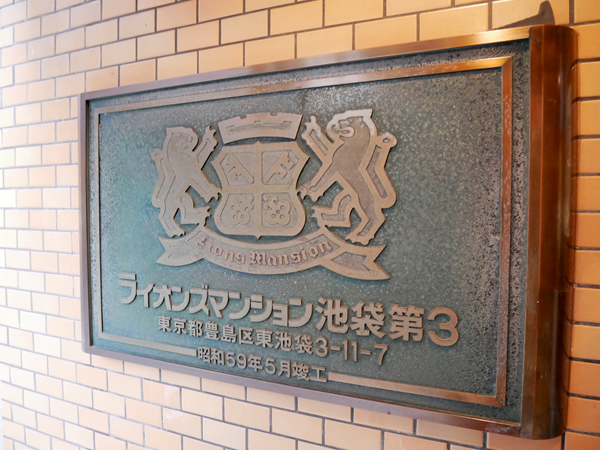 Lions Mansion
ライオンズマンション池袋第3
東京都豊島区東池袋3-11-7
昭和59年5月竣工